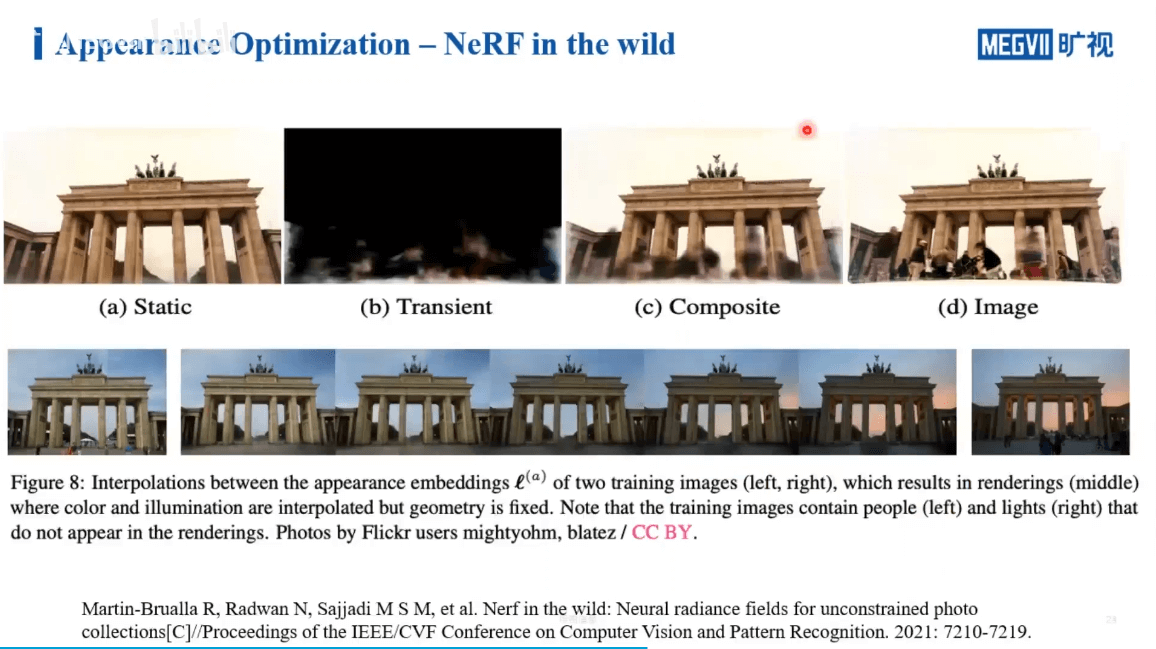 Appearance Optimization – NeRF in the wild
MEGVII 旷视
(a) Static
(b) Transient
(c) Composite
(d) Image
Figure 8: Interpolations between the appearance embeddings ℓ(a) of two training images (left, right), which results in renderings (middle)
where color and illumination are interpolated but geometry is fixed. Note that the training images contain people (left) and lights (right) that
do not appear in the renderings. Photos by Flickr users mightyohm, blatez / CC BY.
Martin-Brualla R, Radwan N, Sajjadi M S M, et al. Nerf in the wild: Neural radiance fields for unconstrained photo
collections[C]//Proceedings of the IEEE/CVF Conference on Computer Vision and Pattern Recognition. 2021: 7210-7219.